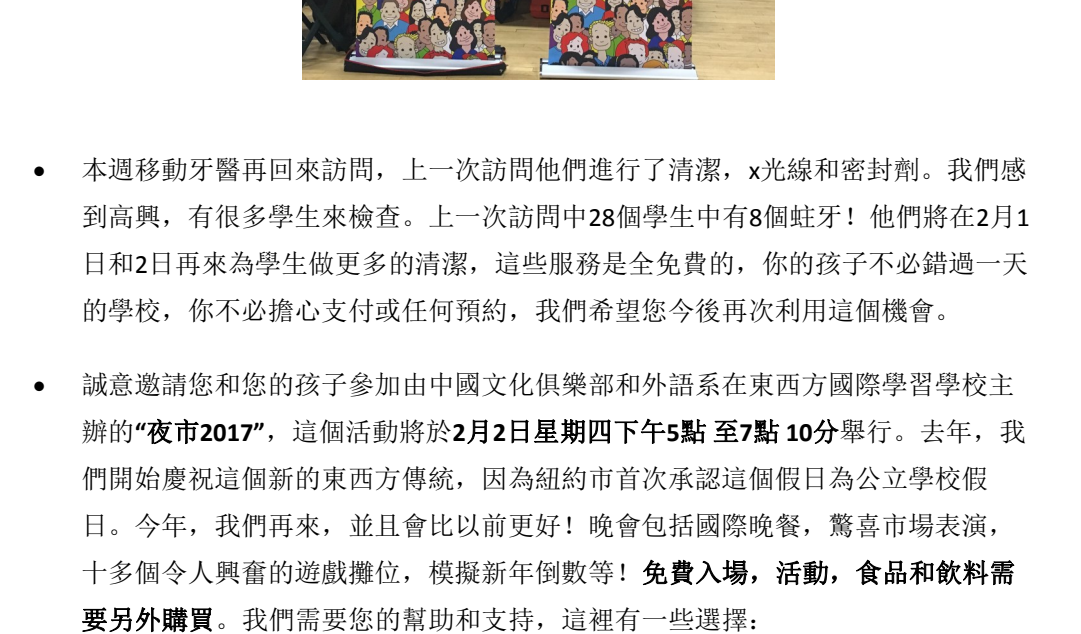 • 本週移動牙醫再回來訪問，上一次訪問他們進行了清潔，x光線和密封劑。我們感
到高興，有很多學生來檢查。上一次訪問中28個學生中有8個蛀牙！他們將在2月1
日和2日再來為學生做更多的清潔，這些服務是全免費的，你的孩子不必錯過一天
的學校，你不必擔心支付或任何預約，我們希望您今後再次利用這個機會。
• 誠意邀請您和您的孩子參加由中國文化俱樂部和外語系在東西方國際學習學校主
辦的“夜市2017”，這個活動將於2月2日星期四下午5點 至7點 10分舉行。去年，我
們開始慶祝這個新的東西方傳統，因為紐約市首次承認這個假日為公立學校假
日。今年，我們再來，並且會比以前更好！晚會包括國際晚餐，驚喜市場表演，
十多個令人興奮的遊戲攤位，模擬新年倒數等！免費入場，活動，食品和飲料需
要另外購買。我們需要您的幫助和支持，這裡有一些選擇：